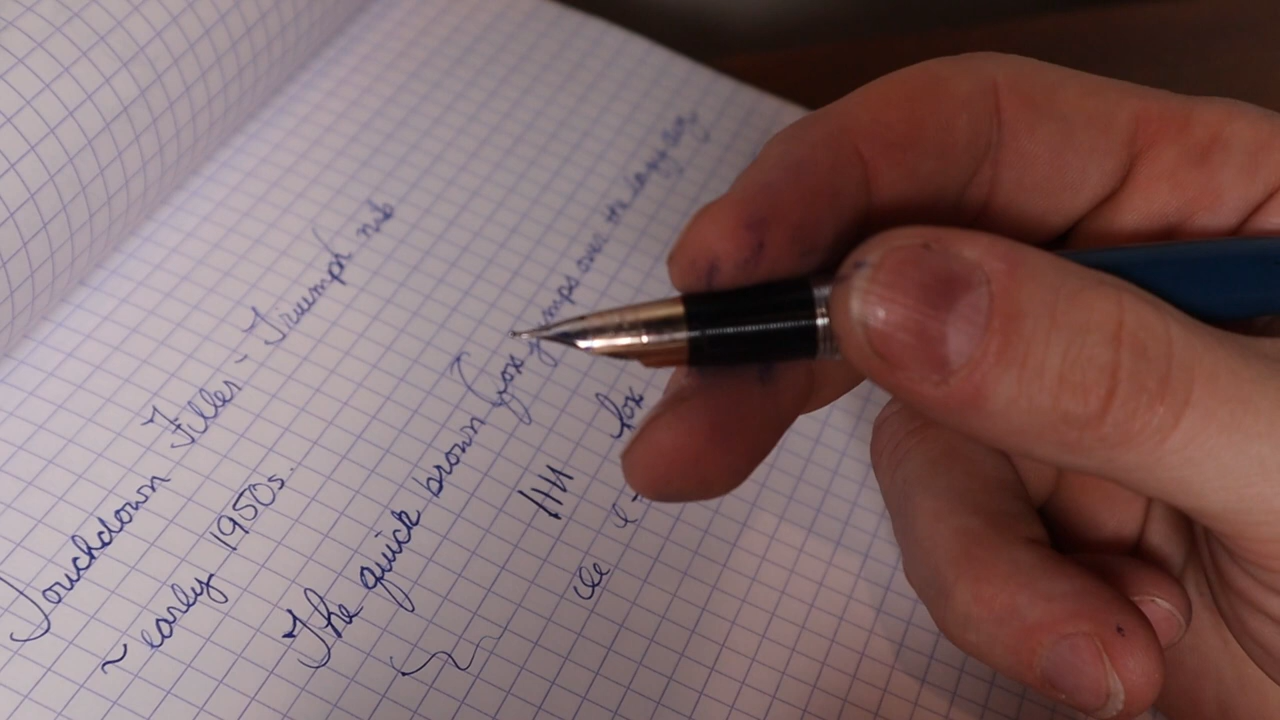 Touchdown Filler - Triumph nib
~ early 1950s.
The quick brown fox jumps over the lazy dog
fox